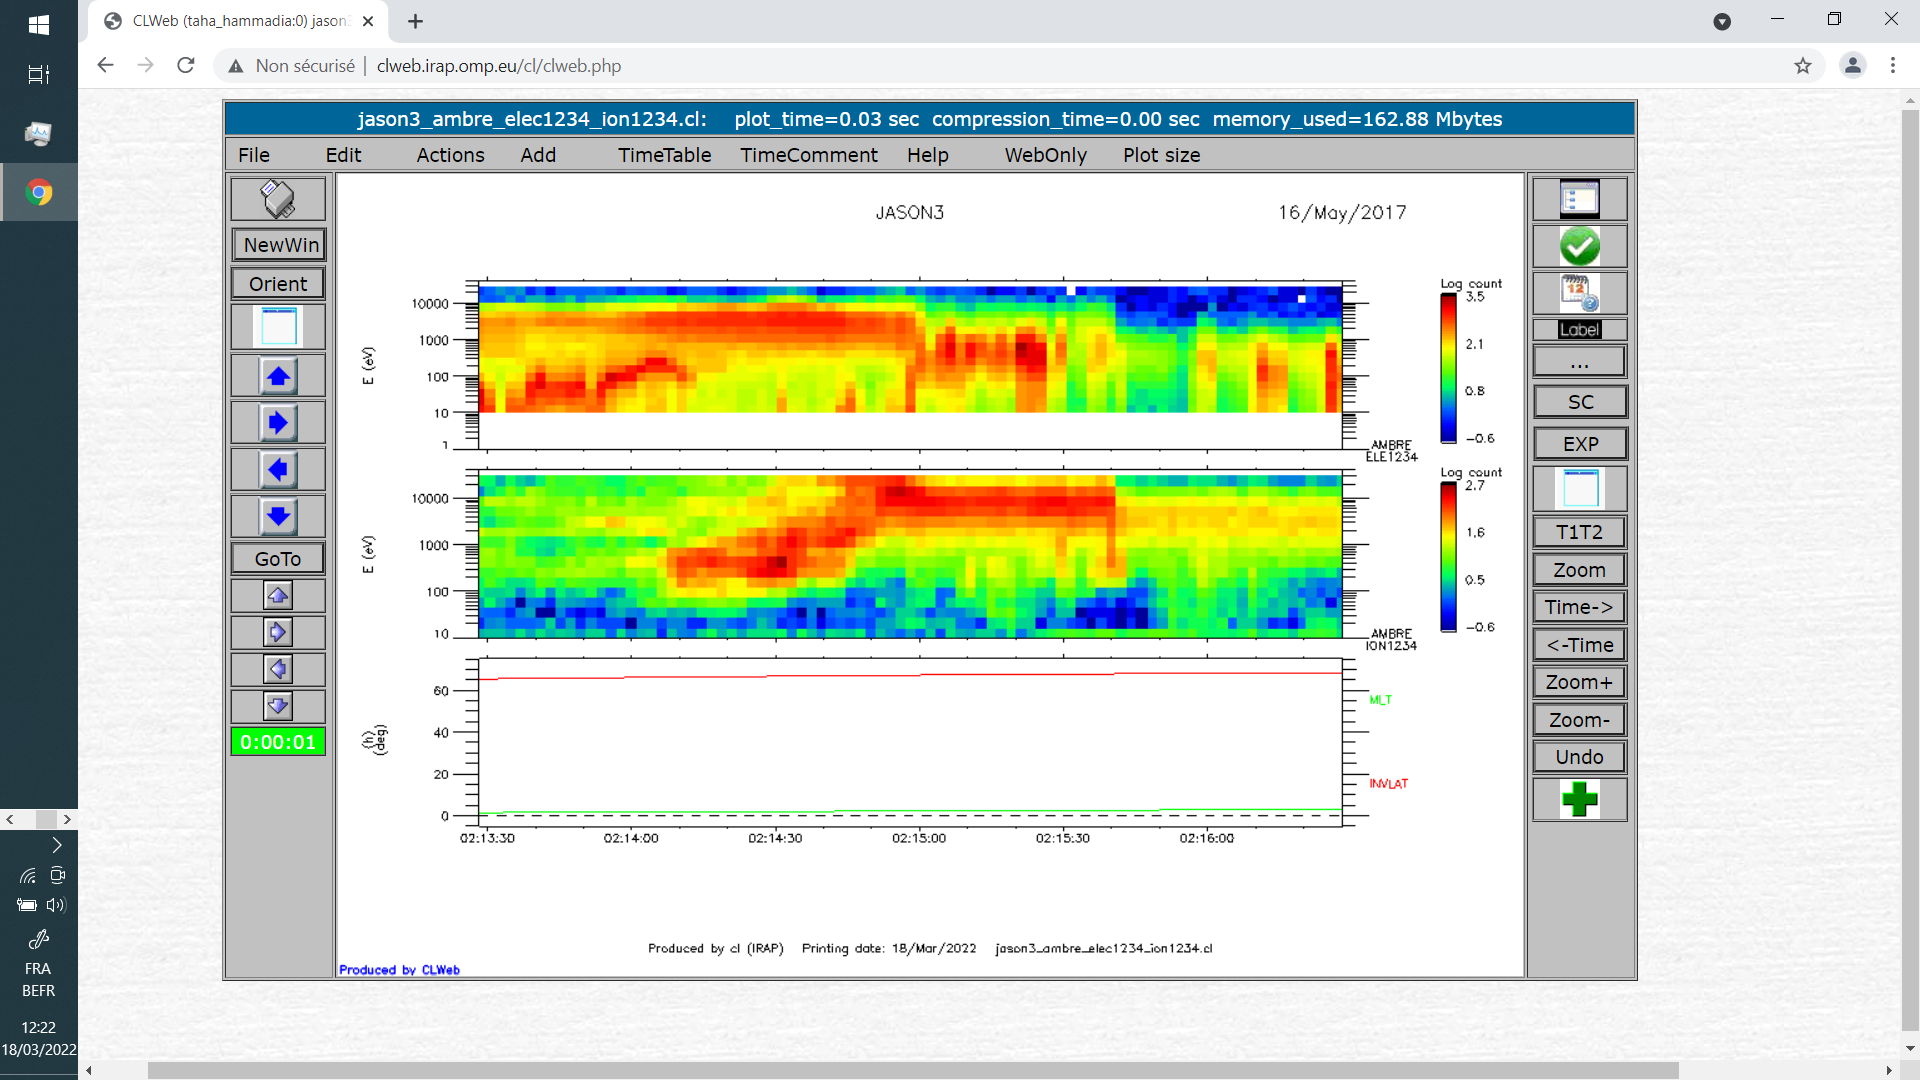 CLWeb (taha_hammadia:0) jason3
Non sécurisé | clweb.irap.omp.eu/cl/clweb.php
jason3_ambre_elec1234_ion1234.cl: plot_time=0.03 sec compression_time=0.00 sec memory_used=162.88 Mbytes
File Edit Actions Add TimeTable TimeComment Help WebOnly Plot size
NewWin
Orient
GoTo
0:00:01
JASON3 16/May/2017
Log count
3.5
2.1
0.8
-0.6
E (eV)
10000
1000
100
10
1
AMBRE
ELE1234
Log count
2.7
1.6
0.5
-0.6
E (eV)
10000
1000
100
10
AMBRE
ION1234
(h)
(deg)
60
40
20
0
MLT
INVLAT
02:13:30 02:14:00 02:14:30 02:15:00 02:15:30 02:16:00
Produced by cl (IRAP) Printing date: 18/Mar/2022 jason3_ambre_elec1234_ion1234.cl
Produced by CLWeb
12
Label
...
SC
EXP
T1T2
Zoom
Time->
<-Time
Zoom+
Zoom-
Undo
FRA
BEFR
12:22
18/03/2022